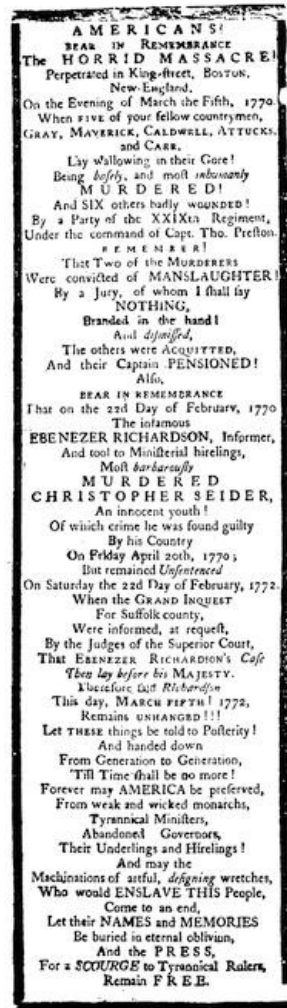 AMERICANS!
BEAR IN REMEMBRANCE
The HORRID MASSACRE!
Perpetrated in King-street, BOSTON,
New-England,
On the Evening of March the Fifth, 1770.
When FIVE of your fellow countrymen,
GRAY, MAVERICK, CALDWELL, ATTUCKS,
and CARR,
Lay wallowing in their Gore!
Being basely, and most inhumanly
MURDERED!
And SIX others badly WOUNDED!
By a Party of the XXIXth Regiment,
Under the command of Capt. Tho. Preston.
REMEMBER!
That Two of the MURDERERS
Were convicted of MANSLAUGHTER!
By a Jury, of whom I shall say
NOTHING,
Branded in the hand!
And dismissed,
The others were ACQUITTED,
And their Captain PENSIONED!
Also,
BEAR IN REMEMBRANCE
That on the 22d Day of February, 1770
The infamous
EBENEZER RICHARDSON, Informer,
And tool to Ministerial hirelings,
Most barbarously
MURDERED
CHRISTOPHER SEIDER,
An innocent youth!
Of which crime he was found guilty
By his Country
On Friday April 20th, 1770;
But remained Unsentenced
On Saturday the 22d Day of February, 1772.
When the GRAND INQUEST
For Suffolk county,
Were informed, at request,
By the Judges of the Superior Court,
That EBENEZER RICHARDSON'S Case
Then lay before his MAJESTY.
Therefore said Richardson
This day, MARCH FIFTH! 1772,
Remains UNHANGED!!!
Let THESE things be told to Posterity!
And handed down
From Generation to Generation,
'Till Time shall be no more!
Forever may AMERICA be preserved,
From weak and wicked monarchs,
Tyrannical Ministers,
Abandoned Governors,
Their Underlings and Hirelings!
And may the
Machinations of artful, designing wretches,
Who would ENSLAVE THIS People,
Come to an end,
Let their NAMES and MEMORIES
Be buried in eternal oblivion,
And the PRESS,
For a SCOURGE to Tyrannical Rulers,
Remain FREE.